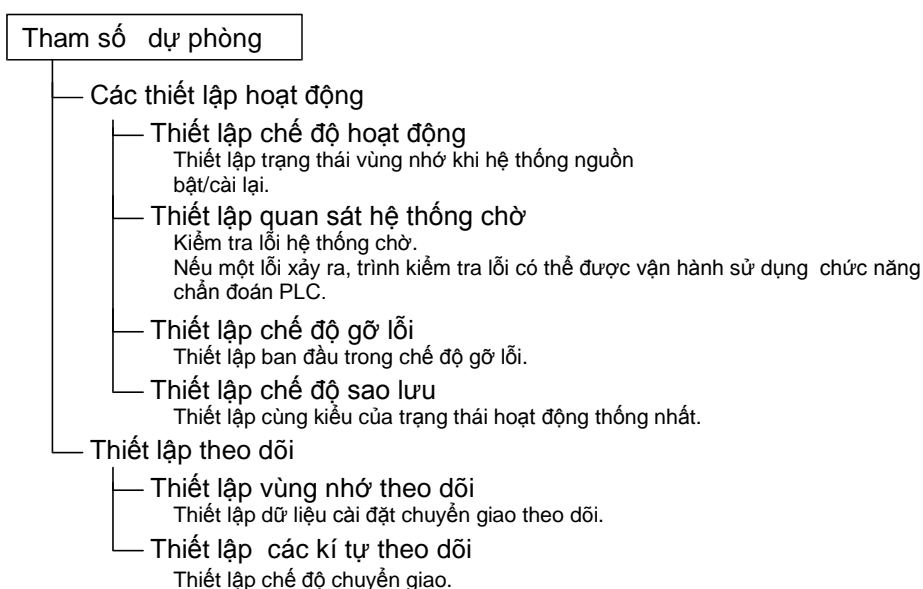 Tham số dự phòng
Các thiết lập hoạt động
Thiết lập chế độ hoạt động
Thiết lập trạng thái vùng nhớ khi hệ thống nguồn
bật/cài lại.
Thiết lập quan sát hệ thống chờ
Kiểm tra lỗi hệ thống chờ.
Nếu một lỗi xảy ra, trình kiểm tra lỗi có thể được vận hành sử dụng chức năng
chẩn đoán PLC.
Thiết lập chế độ gỡ lỗi
Thiết lập ban đầu trong chế độ gỡ lỗi.
Thiết lập chế độ sao lưu
Thiết lập cùng kiểu của trạng thái hoạt động thống nhất.
Thiết lập theo dõi
Thiết lập vùng nhớ theo dõi
Thiết lập dữ liệu cài đặt chuyển giao theo dõi.
Thiết lập các kí tự theo dõi
Thiết lập chế độ chuyển giao.